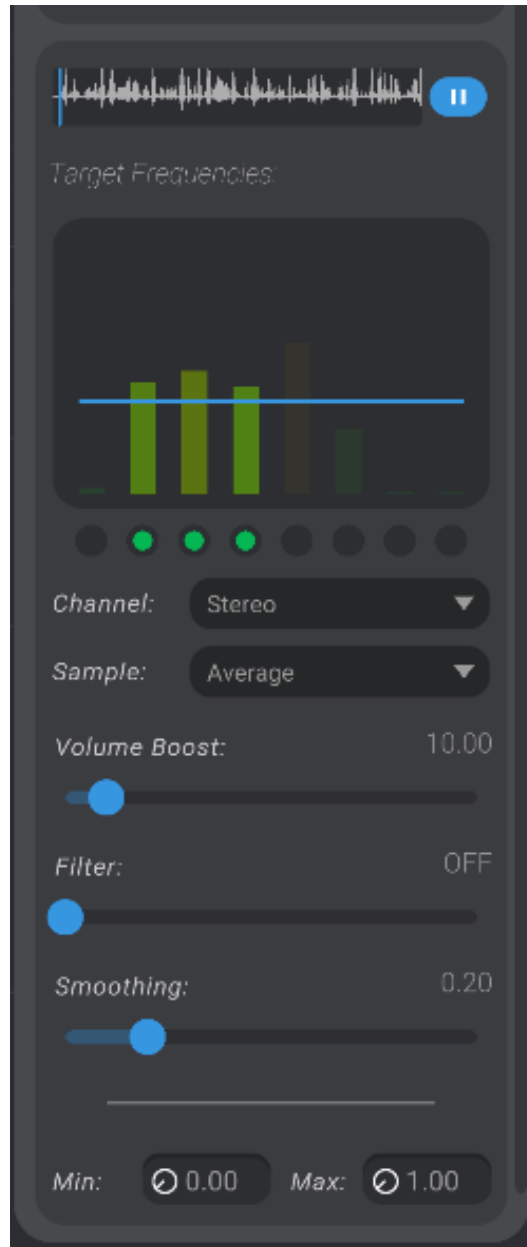 Target Frequencies:
Channel: Stereo
Sample: Average
Volume Boost: 10.00
Filter: OFF
Smoothing: 0.20
Min: 0.00 Max: 1.00